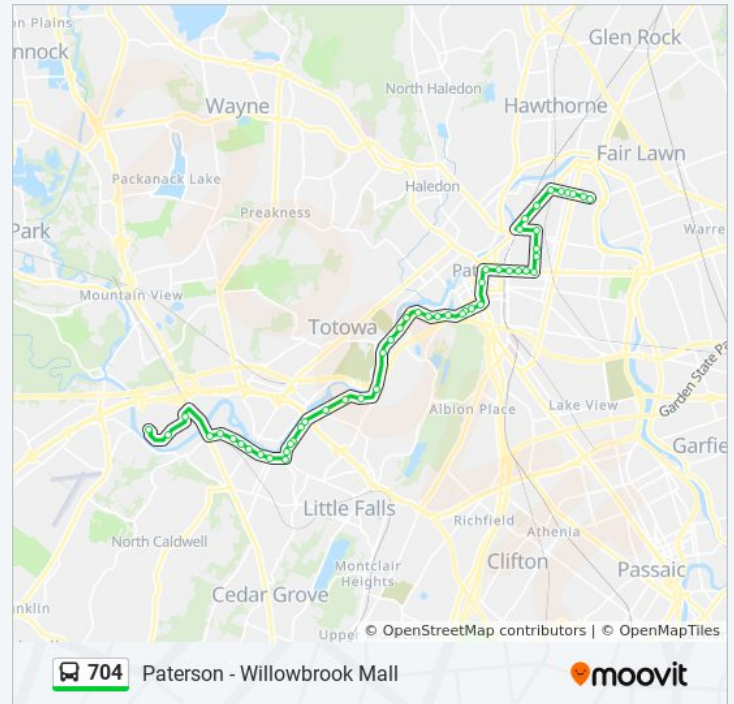 nn Plains
nnock
Glen Rock
North Haledon
Wayne
Hawthorne
Fair Lawn
Packanack Lake
Haledon
Preakness
Park
Warre
Pat
Mountain View
Totowa
Garden State Pa
Albion Place
Lake View
Garfie
Little Falls
Richfield
Athenia
North Caldwell
Clifton
Montclair
Heights
Passaic
Cedar Grove
nklin
Uppe
© OpenStreetMap contributors | © OpenMapTiles
704 Paterson - Willowbrook Mall
moovit